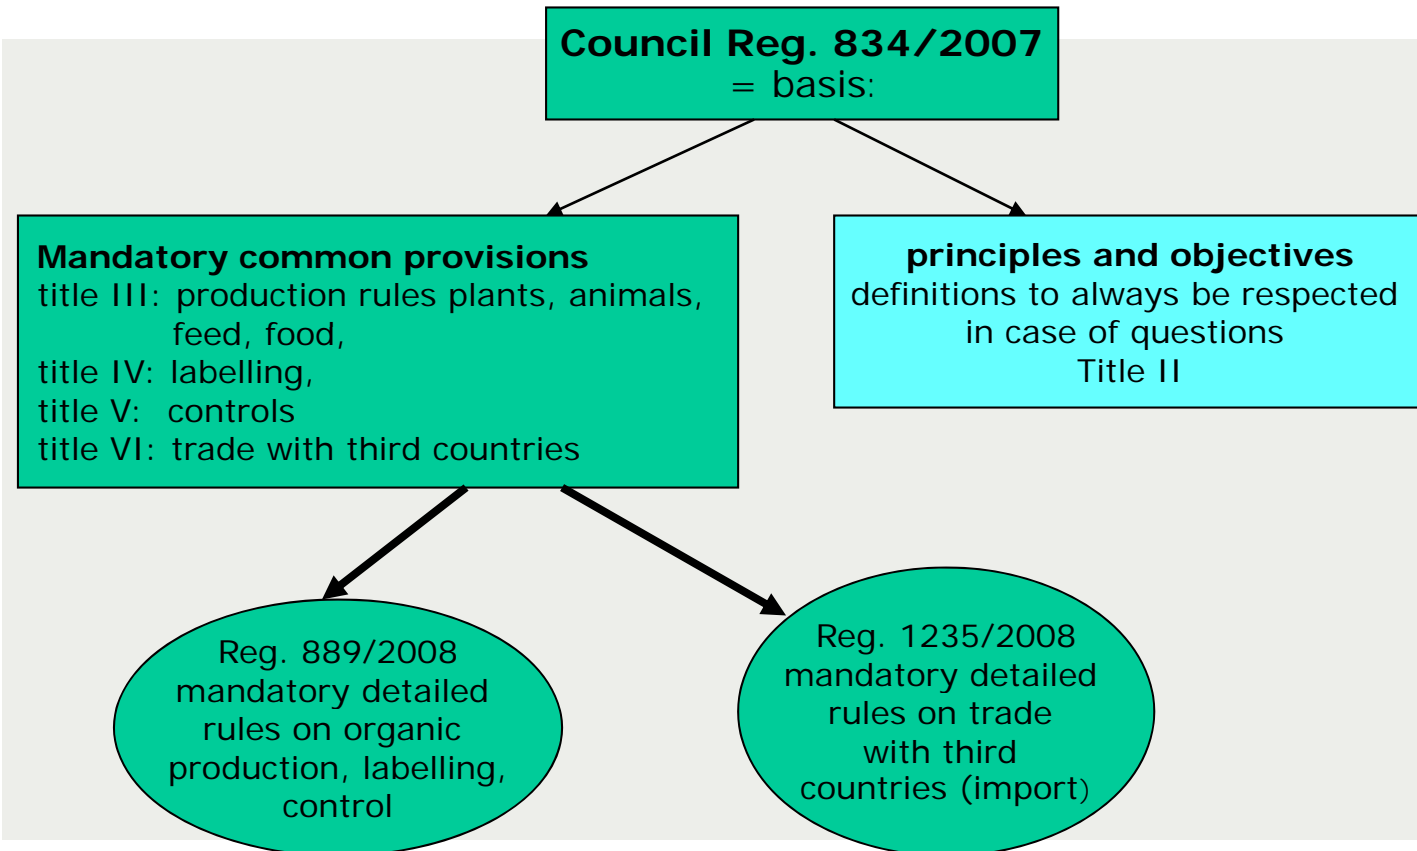 Council Reg. 834/2007
= basis:
Mandatory common provisions
title III: production rules plants, animals,
feed, food,
title IV: labelling,
title V: controls
title VI: trade with third countries
principles and objectives
definitions to always be respected
in case of questions
Title II
Reg. 889/2008
mandatory detailed
rules on organic
production, labelling,
control
Reg. 1235/2008
mandatory detailed
rules on trade
with third
countries (import)